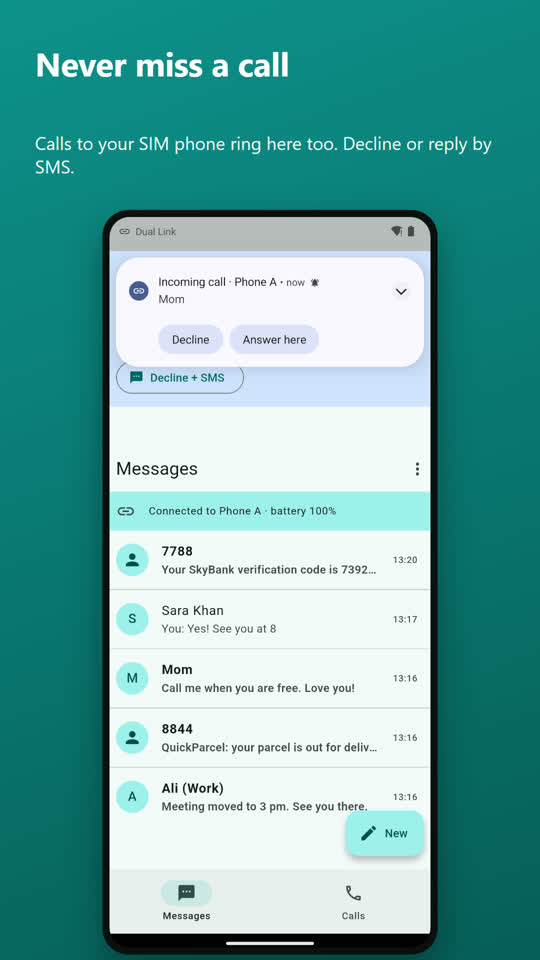 Never miss a call
Calls to your SIM phone ring here too. Decline or reply by
SMS.
Dual Link
Incoming call · Phone A • now
Mom
Decline
Answer here
Decline + SMS
Messages
Connected to Phone A · battery 100%
7788
13:20
Your SkyBank verification code is 7392…
Sara Khan
13:17
You: Yes! See you at 8
Mom
13:16
Call me when you are free. Love you!
8844
13:16
QuickParcel: your parcel is out for deliv…
S
M
A
Ali (Work)
13:16
Meeting moved to 3 pm. See you there.
New
Messages
Calls